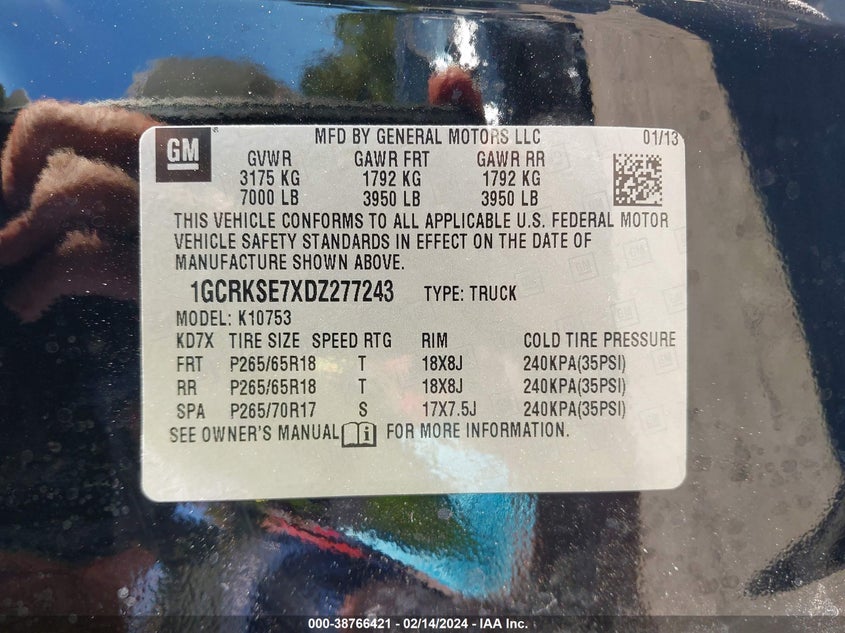 GM
MFD BY GENERAL MOTORS LLC 01/13
GVWR GAWR FRT GAWR RR
3175 KG 1792 KG 1792 KG
7000 LB 3950 LB 3950 LB
THIS VEHICLE CONFORMS TO ALL APPLICABLE U.S. FEDERAL MOTOR
VEHICLE SAFETY STANDARDS IN EFFECT ON THE DATE OF
MANUFACTURE SHOWN ABOVE.
1GCRKSE7XDZ277243 TYPE: TRUCK
MODEL: K10753
KD7X TIRE SIZE SPEED RTG RIM COLD TIRE PRESSURE
FRT P265/65R18 T 18X8J 240KPA(35PSI)
RR P265/65R18 T 18X8J 240KPA(35PSI)
SPA P265/70R17 S 17X7.5J 240KPA(35PSI)
SEE OWNER'S MANUAL i FOR MORE INFORMATION.
000-38766421 - 02/14/2024 - IAA Inc.